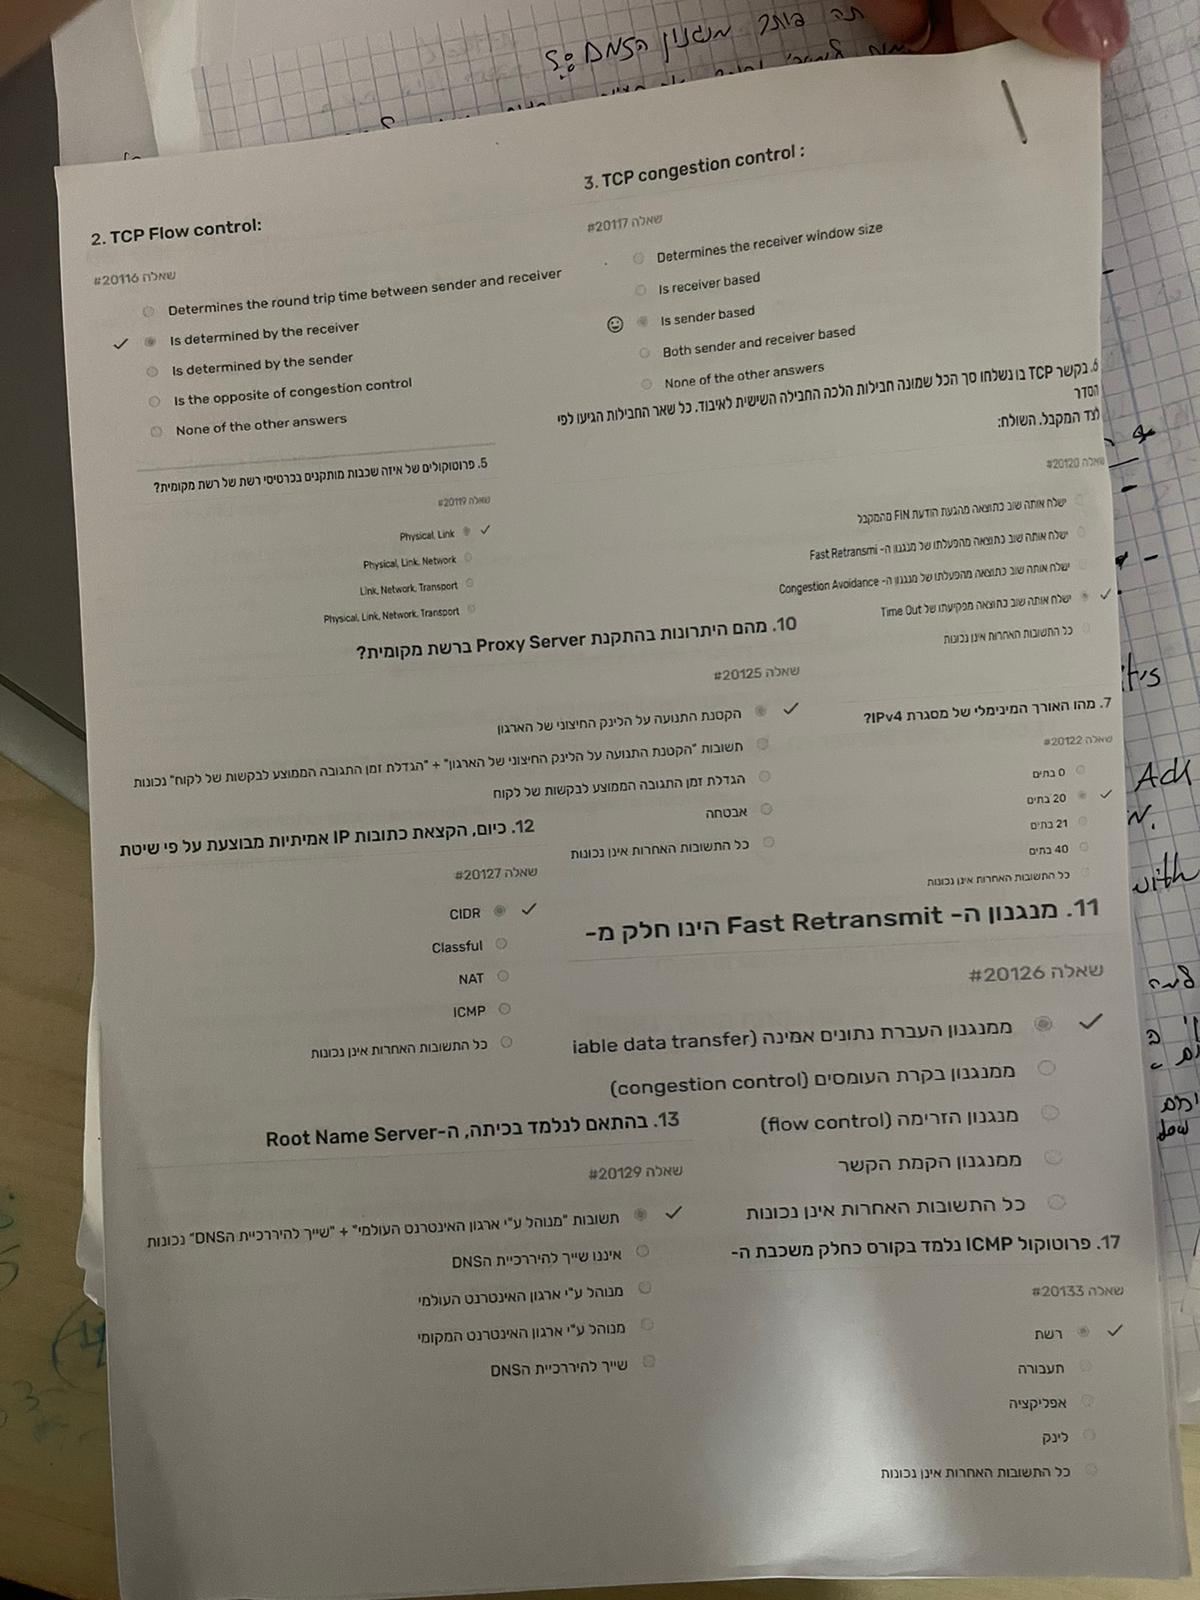 תה פותר מנגנון הDNS?
2. TCP Flow control:
שאלה 20116#
Determines the round trip time between sender and receiver
Is determined by the receiver
Is determined by the sender
Is the opposite of congestion control
None of the other answers
3. TCP congestion control :
שאלה 20117#
Determines the receiver window size
Is receiver based
Is sender based
Both sender and receiver based
None of the other answers
5. פרוטוקולים של איזה שכבות מותקנים בכרטיסי רשת של רשת מקומית?
שאלה 20119#
Physical, Link
Physical, Link, Network
Link, Network, Transport
Physical, Link, Network, Transport
6. בקשר TCP בו נשלחו סך הכל שמונה חבילות הלכה החבילה השישית לאיבוד. כל שאר החבילות הגיעו לפי
הסדר
לצד המקבל. השולח:
שאלה 20120#
ישלח אותה שוב כתוצאה מהגעת הודעת FIN מהמקבל
ישלח אותה שוב כתוצאה מהפעלתו של מנגנון ה- Fast Retransmi
ישלח אותה שוב כתוצאה מהפעלתו של מנגנון ה- Congestion Avoidance
ישלח אותה שוב כתוצאה מפקיעתו של Time Out
כל התשובות האחרות אינן נכונות
10. מהם היתרונות בהתקנת Proxy Server ברשת מקומית?
שאלה 20125#
הקטנת התנועה על הלינק החיצוני של הארגון
תשובות "הקטנת התנועה על הלינק החיצוני של הארגון" + "הגדלת זמן התגובה הממוצע לבקשות של לקוח" נכונות
הגדלת זמן התגובה הממוצע לבקשות של לקוח
אבטחה
כל התשובות האחרות אינן נכונות
7. מהו האורך המינימלי של מסגרת IPv4?
שאלה 20122#
0 בתים
20 בתים
21 בתים
40 בתים
כל התשובות האחרות אינן נכונות
12. כיום, הקצאת כתובות IP אמיתיות מבוצעת על פי שיטת
שאלה 20127#
CIDR
Classful
NAT
ICMP
כל התשובות האחרות אינן נכונות
11. מנגנון ה- Fast Retransmit הינו חלק מ-
שאלה 20126#
ממנגנון העברת נתונים אמינה (iable data transfer
ממנגנון בקרת העומסים (congestion control)
מנגנון הזרימה (flow control)
ממנגנון הקמת הקשר
כל התשובות האחרות אינן נכונות
13. בהתאם לנלמד בכיתה, ה-Root Name Server
שאלה 20129#
תשובות "מנוהל ע"י ארגון האינטרנט העולמי" + "שייך להיררכיית הDNS" נכונות
איננו שייך להיררכיית הDNS
מנוהל ע"י ארגון האינטרנט העולמי
מנוהל ע"י ארגון האינטרנט המקומי
שייך להיררכיית הDNS
17. פרוטוקול ICMP נלמד בקורס כחלק משכבת ה-
שאלה 20133#
רשת
תעבורה
אפליקציה
לינק
כל התשובות האחרות אינן נכונות
Ack
with